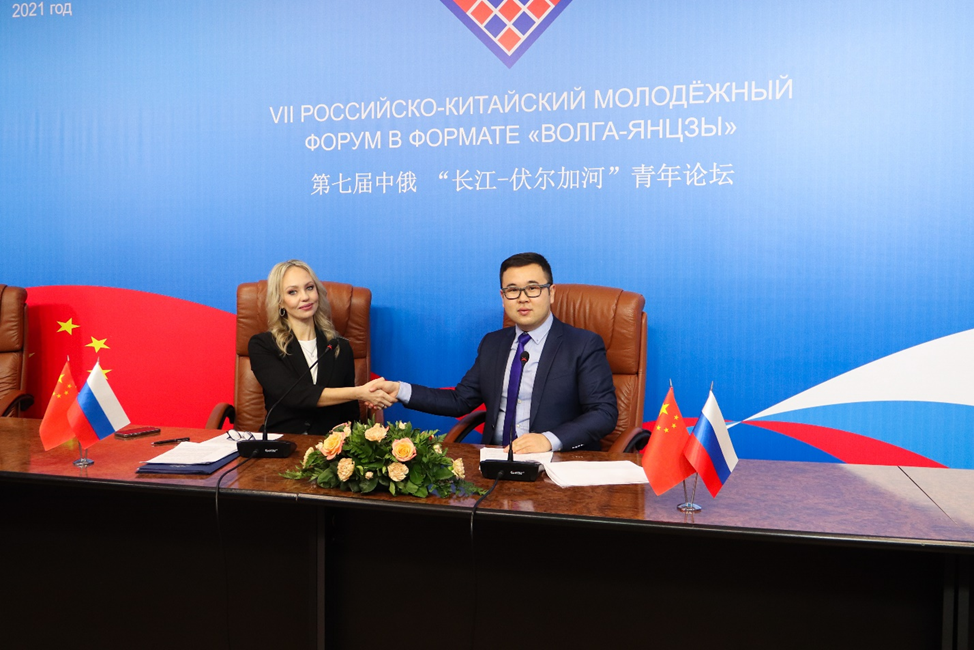 2021 год
VII РОССИЙСКО-КИТАЙСКИЙ МОЛОДЁЖНЫЙ
ФОРУМ В ФОРМАТЕ «ВОЛГА-ЯНЦЗЫ»
第七届中俄 “长江-伏尔加河” 青年论坛